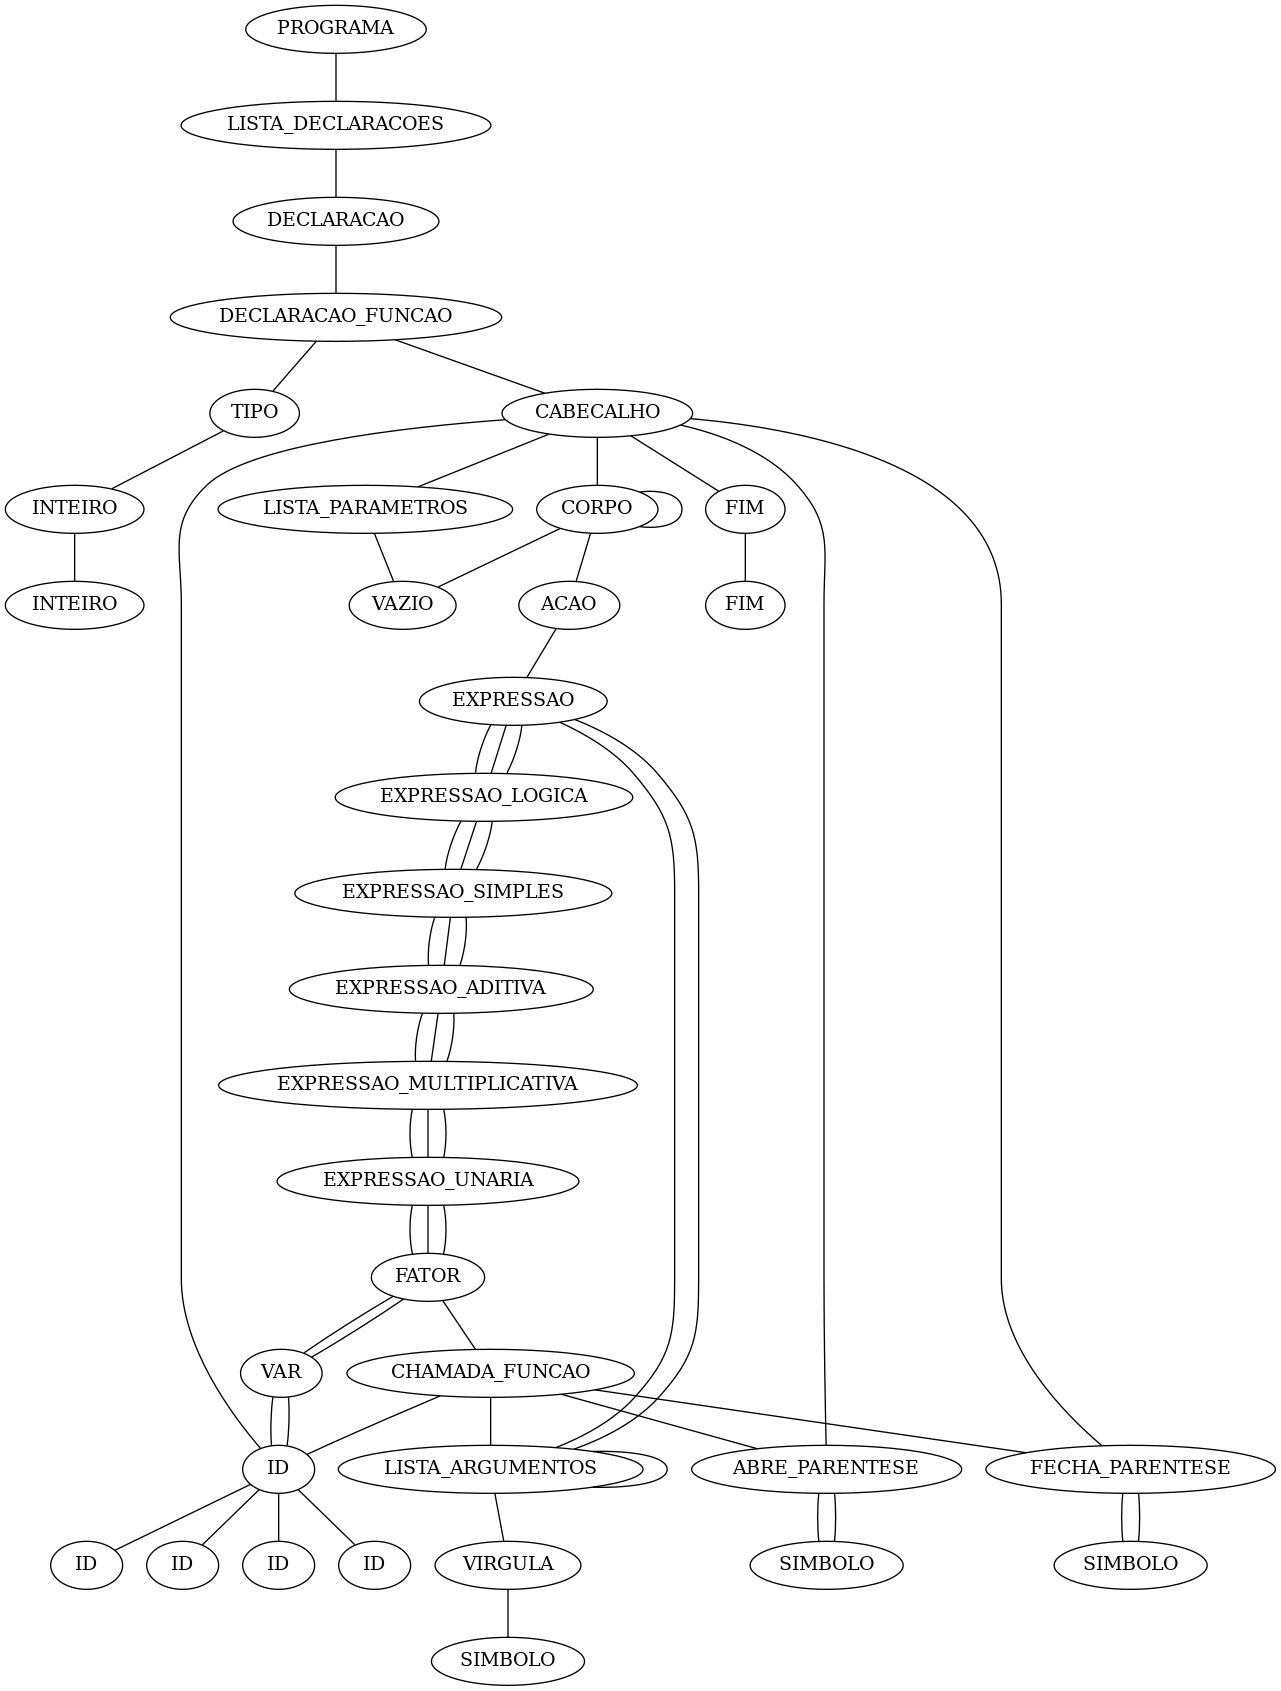 PROGRAMA
LISTA_DECLARACOES
DECLARACAO
DECLARACAO_FUNCAO
TIPO
CABECALHO
INTEIRO
LISTA_PARAMETROS
CORPO
FIM
INTEIRO
VAZIO
ACAO
FIM
EXPRESSAO
EXPRESSAO_LOGICA
EXPRESSAO_SIMPLES
EXPRESSAO_ADITIVA
EXPRESSAO_MULTIPLICATIVA
EXPRESSAO_UNARIA
FATOR
VAR
CHAMADA_FUNCAO
ID
LISTA_ARGUMENTOS
ABRE_PARENTESE
FECHA_PARENTESE
ID
ID
ID
ID
VIRGULA
SIMBOLO
SIMBOLO
SIMBOLO